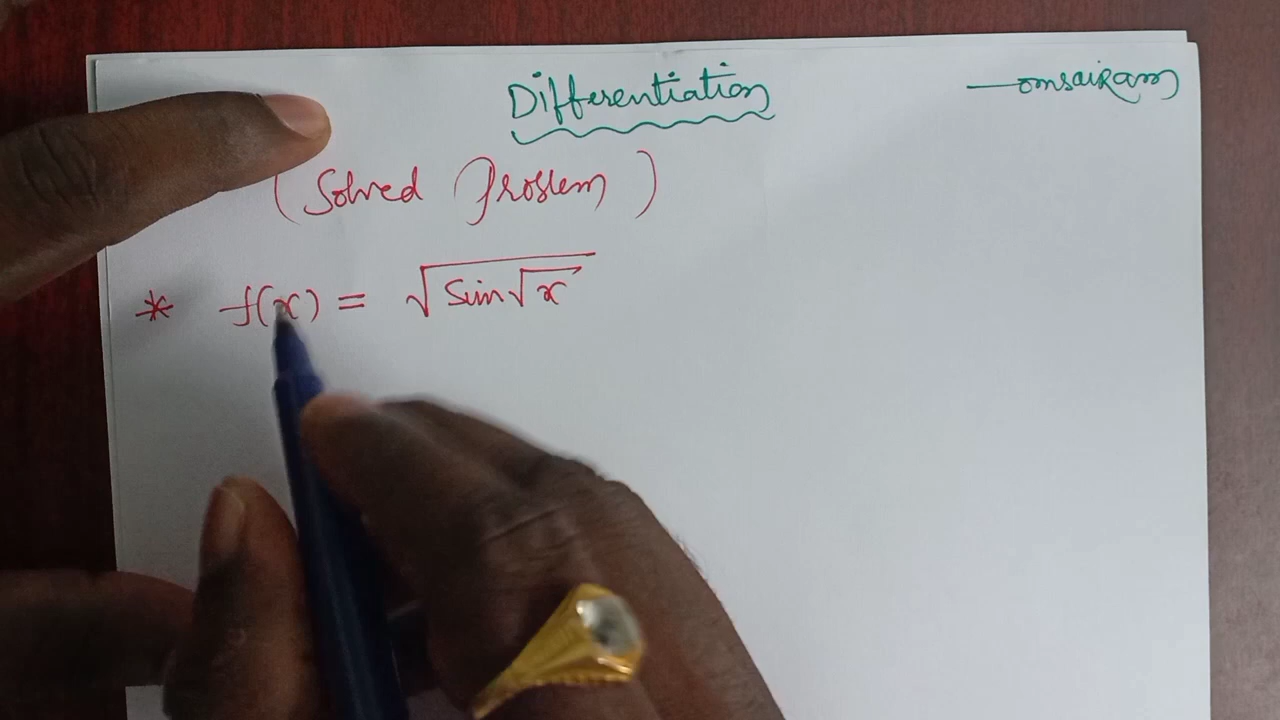 Differentiation
—omsaiRam
(Solved Problem)
* f(x) = √(Sin√x)